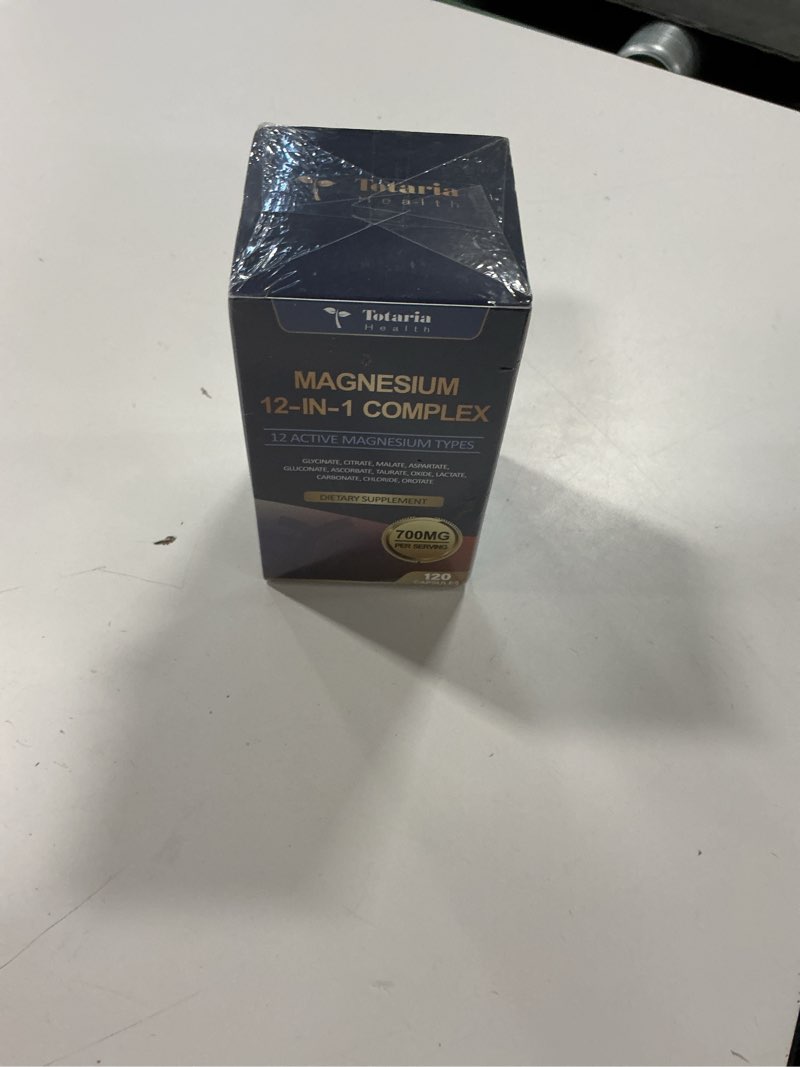 Totaria
Health
Totaria
Health
MAGNESIUM
12-IN-1 COMPLEX
12 ACTIVE MAGNESIUM TYPES
GLYCINATE, CITRATE, MALATE, ASPARTATE,
GLUCONATE, ASCORBATE, TAURATE, OXIDE, LACTATE,
CARBONATE, CHLORIDE, OROTATE
DIETARY SUPPLEMENT
700MG
PER SERVING
120
CAPSULES